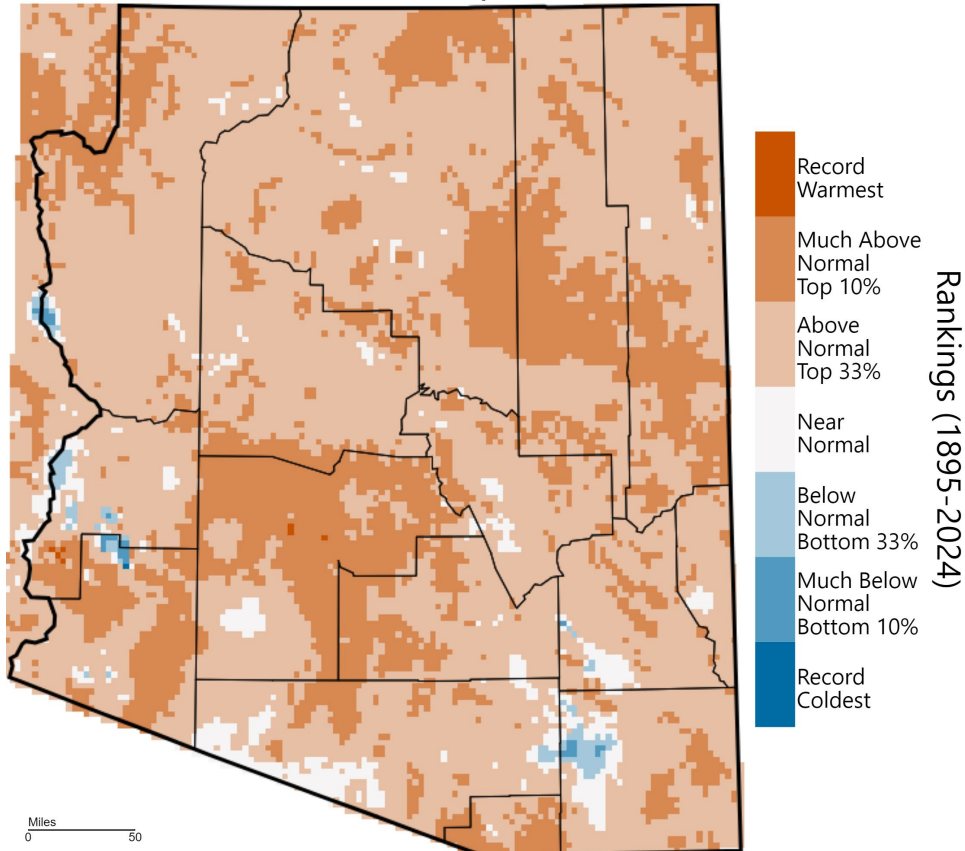 Record
Warmest
Much Above
Normal
Top 10%
Above
Normal
Top 33%
Near
Normal
Below
Normal
Bottom 33%
Much Below
Normal
Bottom 10%
Record
Coldest
Rankings (1895-2024)
Miles
0 50